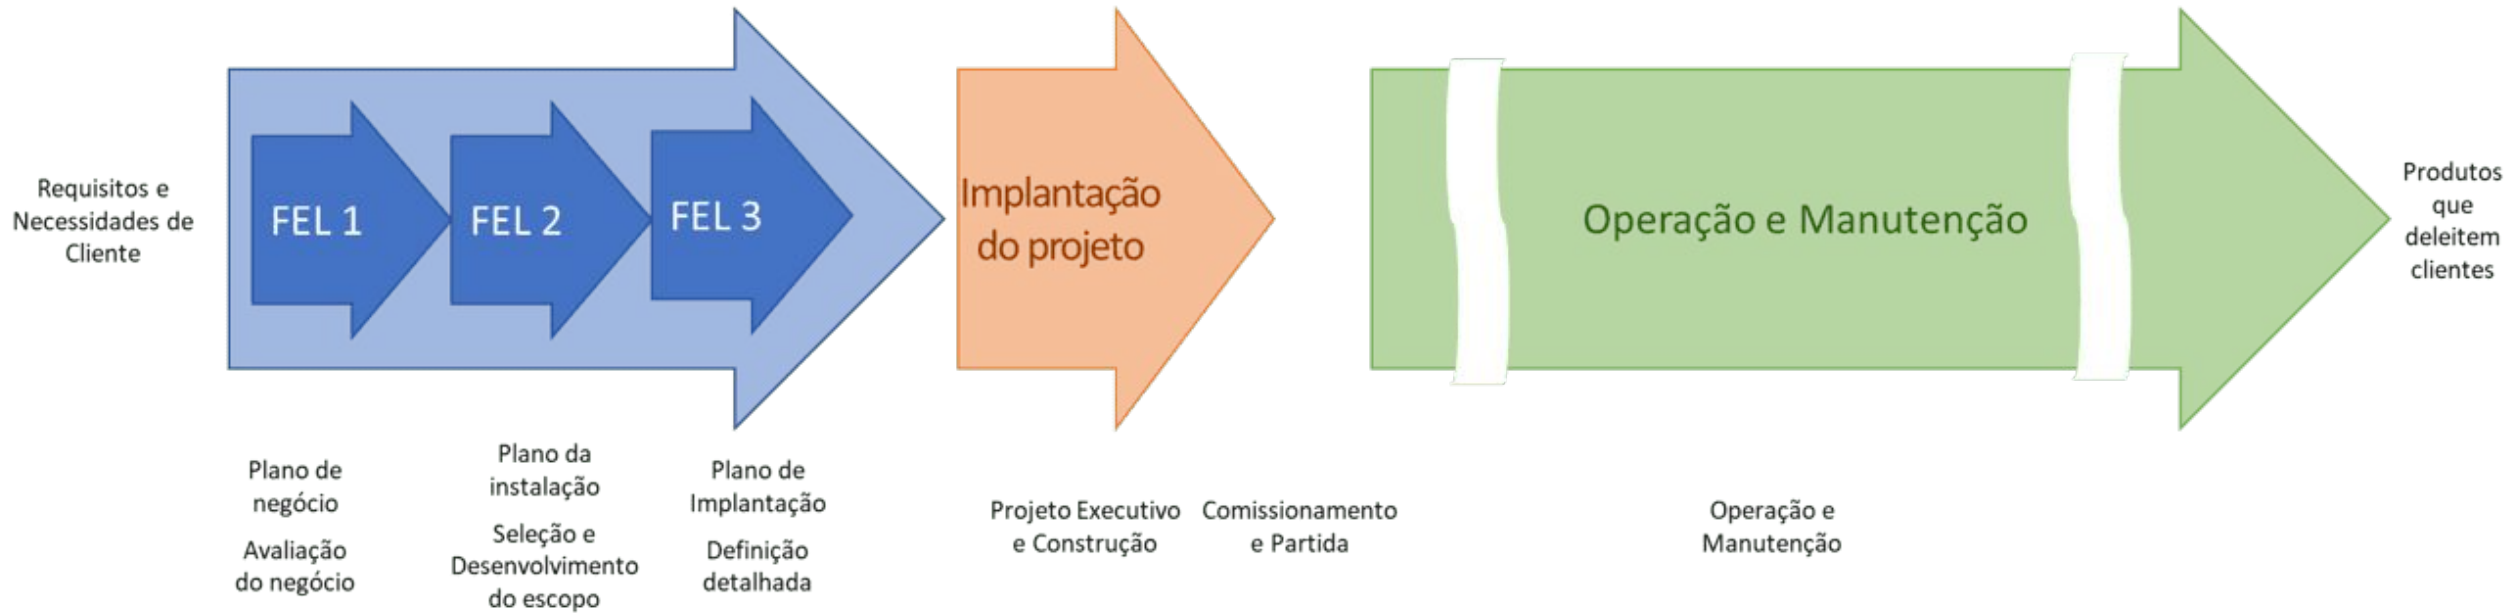 Requisitos e
Necessidades de
Cliente
FEL 1
FEL 2
FEL 3
Implantação
do projeto
Operação e Manutenção
Produtos
que
deleitem
clientes
Plano de
negócio
Avaliação
do negócio
Plano da
instalação
Seleção e
Desenvolvimento
do escopo
Plano de
Implantação
Definição
detalhada
Projeto Executivo
e Construção
Comissionamento
e Partida
Operação e
Manutenção